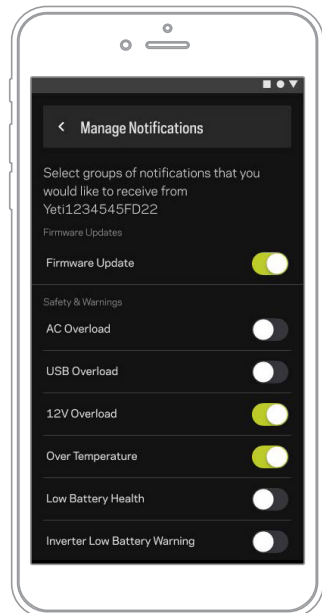 Manage Notifications
Select groups of notifications that you
would like to receive from
Yeti1234545FD22
Firmware Updates
Firmware Update
Safety & Warnings
AC Overload
USB Overload
12V Overload
Over Temperature
Low Battery Health
Inverter Low Battery Warning